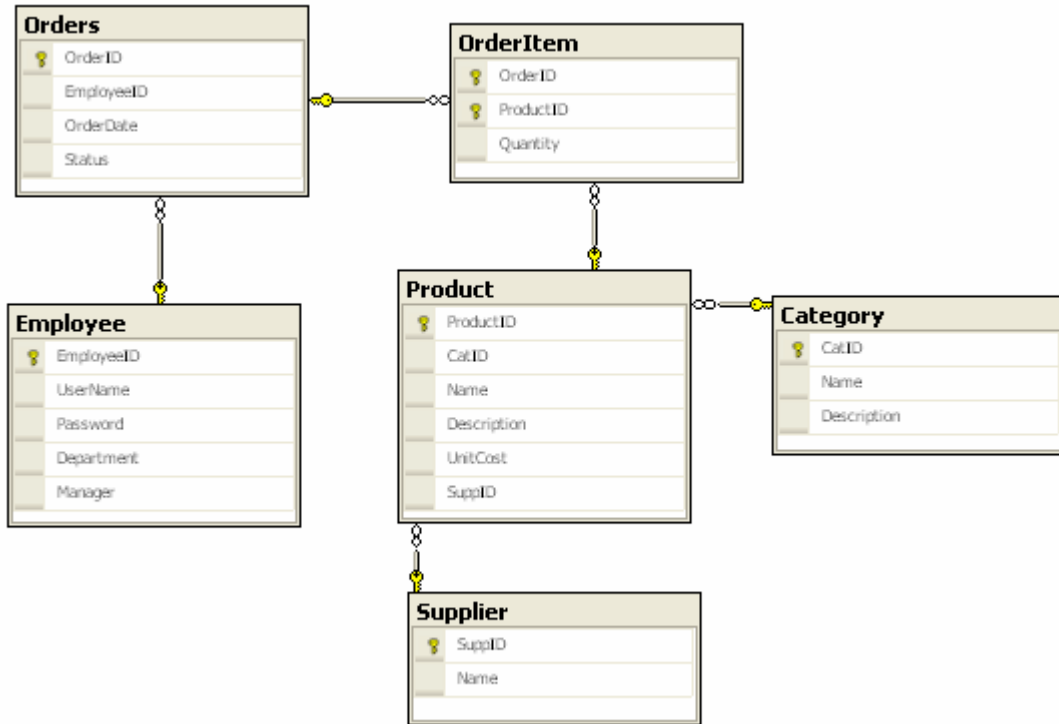 Orders
OrderID
EmployeeID
OrderDate
Status
OrderItem
OrderID
ProductID
Quantity
Employee
EmployeeID
UserName
Password
Department
Manager
Product
ProductID
CatID
Name
Description
UnitCost
SuppID
Category
CatID
Name
Description
Supplier
SuppID
Name